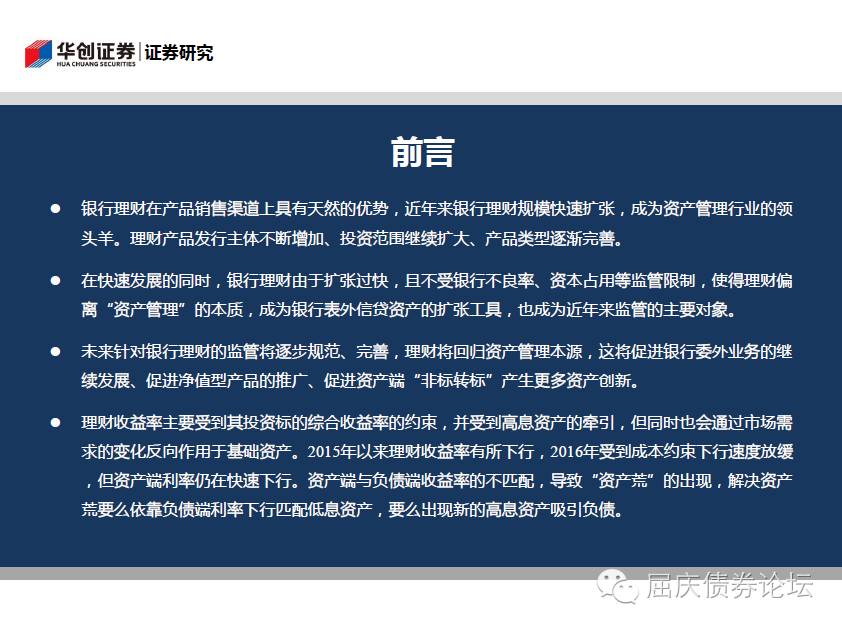 华创证券 证券研究
HUA CHUANG SECURITIES
前言
● 银行理财在产品销售渠道上具有天然的优势，近年来银行理财规模快速扩张，成为资产管理行业的领
头羊。理财产品发行主体不断增加、投资范围继续扩大、产品类型逐渐完善。
● 在快速发展的同时，银行理财由于扩张过快，且不受银行不良率、资本占用等监管限制，使得理财偏
离“资产管理”的本质，成为银行表外信贷资产的扩张工具，也成为近年来监管的主要对象。
● 未来针对银行理财的监管将逐步规范、完善，理财将回归资产管理本源，这将促进银行委外业务的继
续发展、促进净值型产品的推广、促进资产端“非标转标”产生更多资产创新。
● 理财收益率主要受到其投资标的综合收益率的约束，并受到高息资产的牵引，但同时也会通过市场需
求的变化反向作用于基础资产。2015年以来理财收益率有所下行，2016年受到成本约束下行速度放缓
，但资产端利率仍在快速下行。资产端与负债端收益率的不匹配，导致“资产荒”的出现，解决资产
荒要么依靠负债端利率下行匹配低息资产，要么出现新的高息资产吸引负债。
屈庆债券论坛